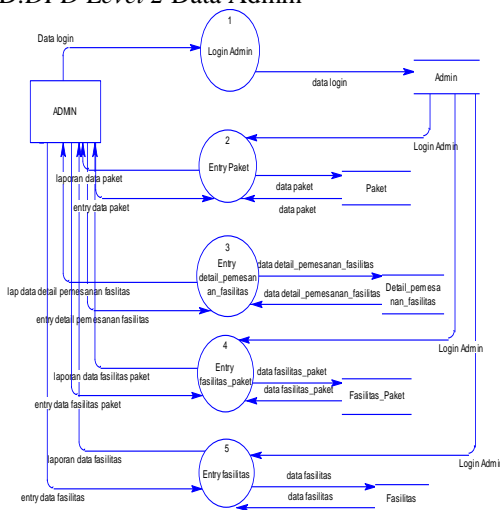 D.DFD Level 2 Data Admin
1
Data login
Login Admin
data login
Admin
ADMIN
2
Login Admin
Entry Paket
laporan data paket
data paket
Paket
entry data paket
data paket
3
Entry
detail_pemesan
an_fasilitas
data detail_pemesanan_fasilitas
Detail_pemesa
nan_fasilitas
lap data detail pemesanan fasilitas
data detail_pemesanan_fasilitas
entry detail pemesanan fasilitas
4
Login Admin
Entry
fasilitas_paket
laporan data fasilitas paket
data fasilitas_paket
data fasilitas_paket
Fasilitas_Paket
entry data fasilitas paket
5
laporan data fasilitas
Entry fasilitas
Login Admin
data fasilitas
entry data fasilitas
data fasilitas
Fasilitas